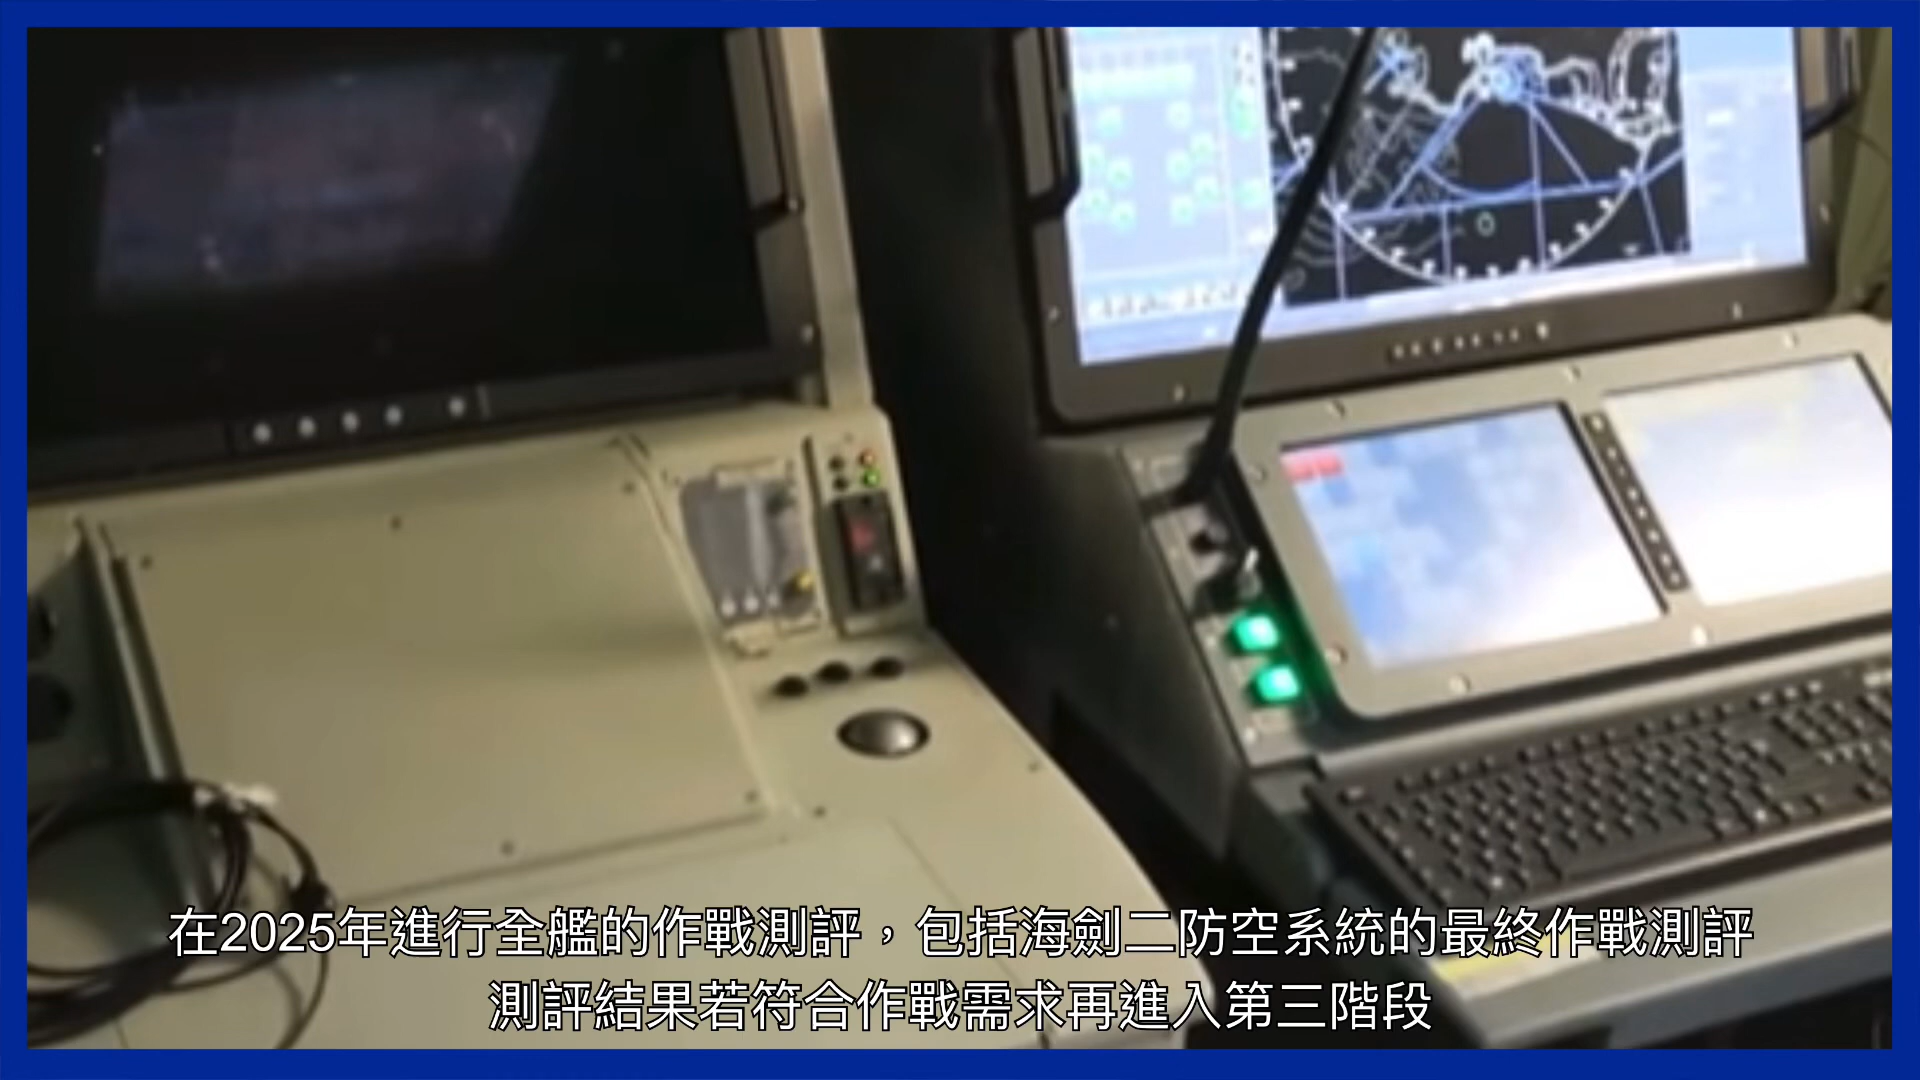 在2025年進行全艦的作戰測評，包括海劍二防空系統的最終作戰測評
測評結果若符合作戰需求再進入第三階段